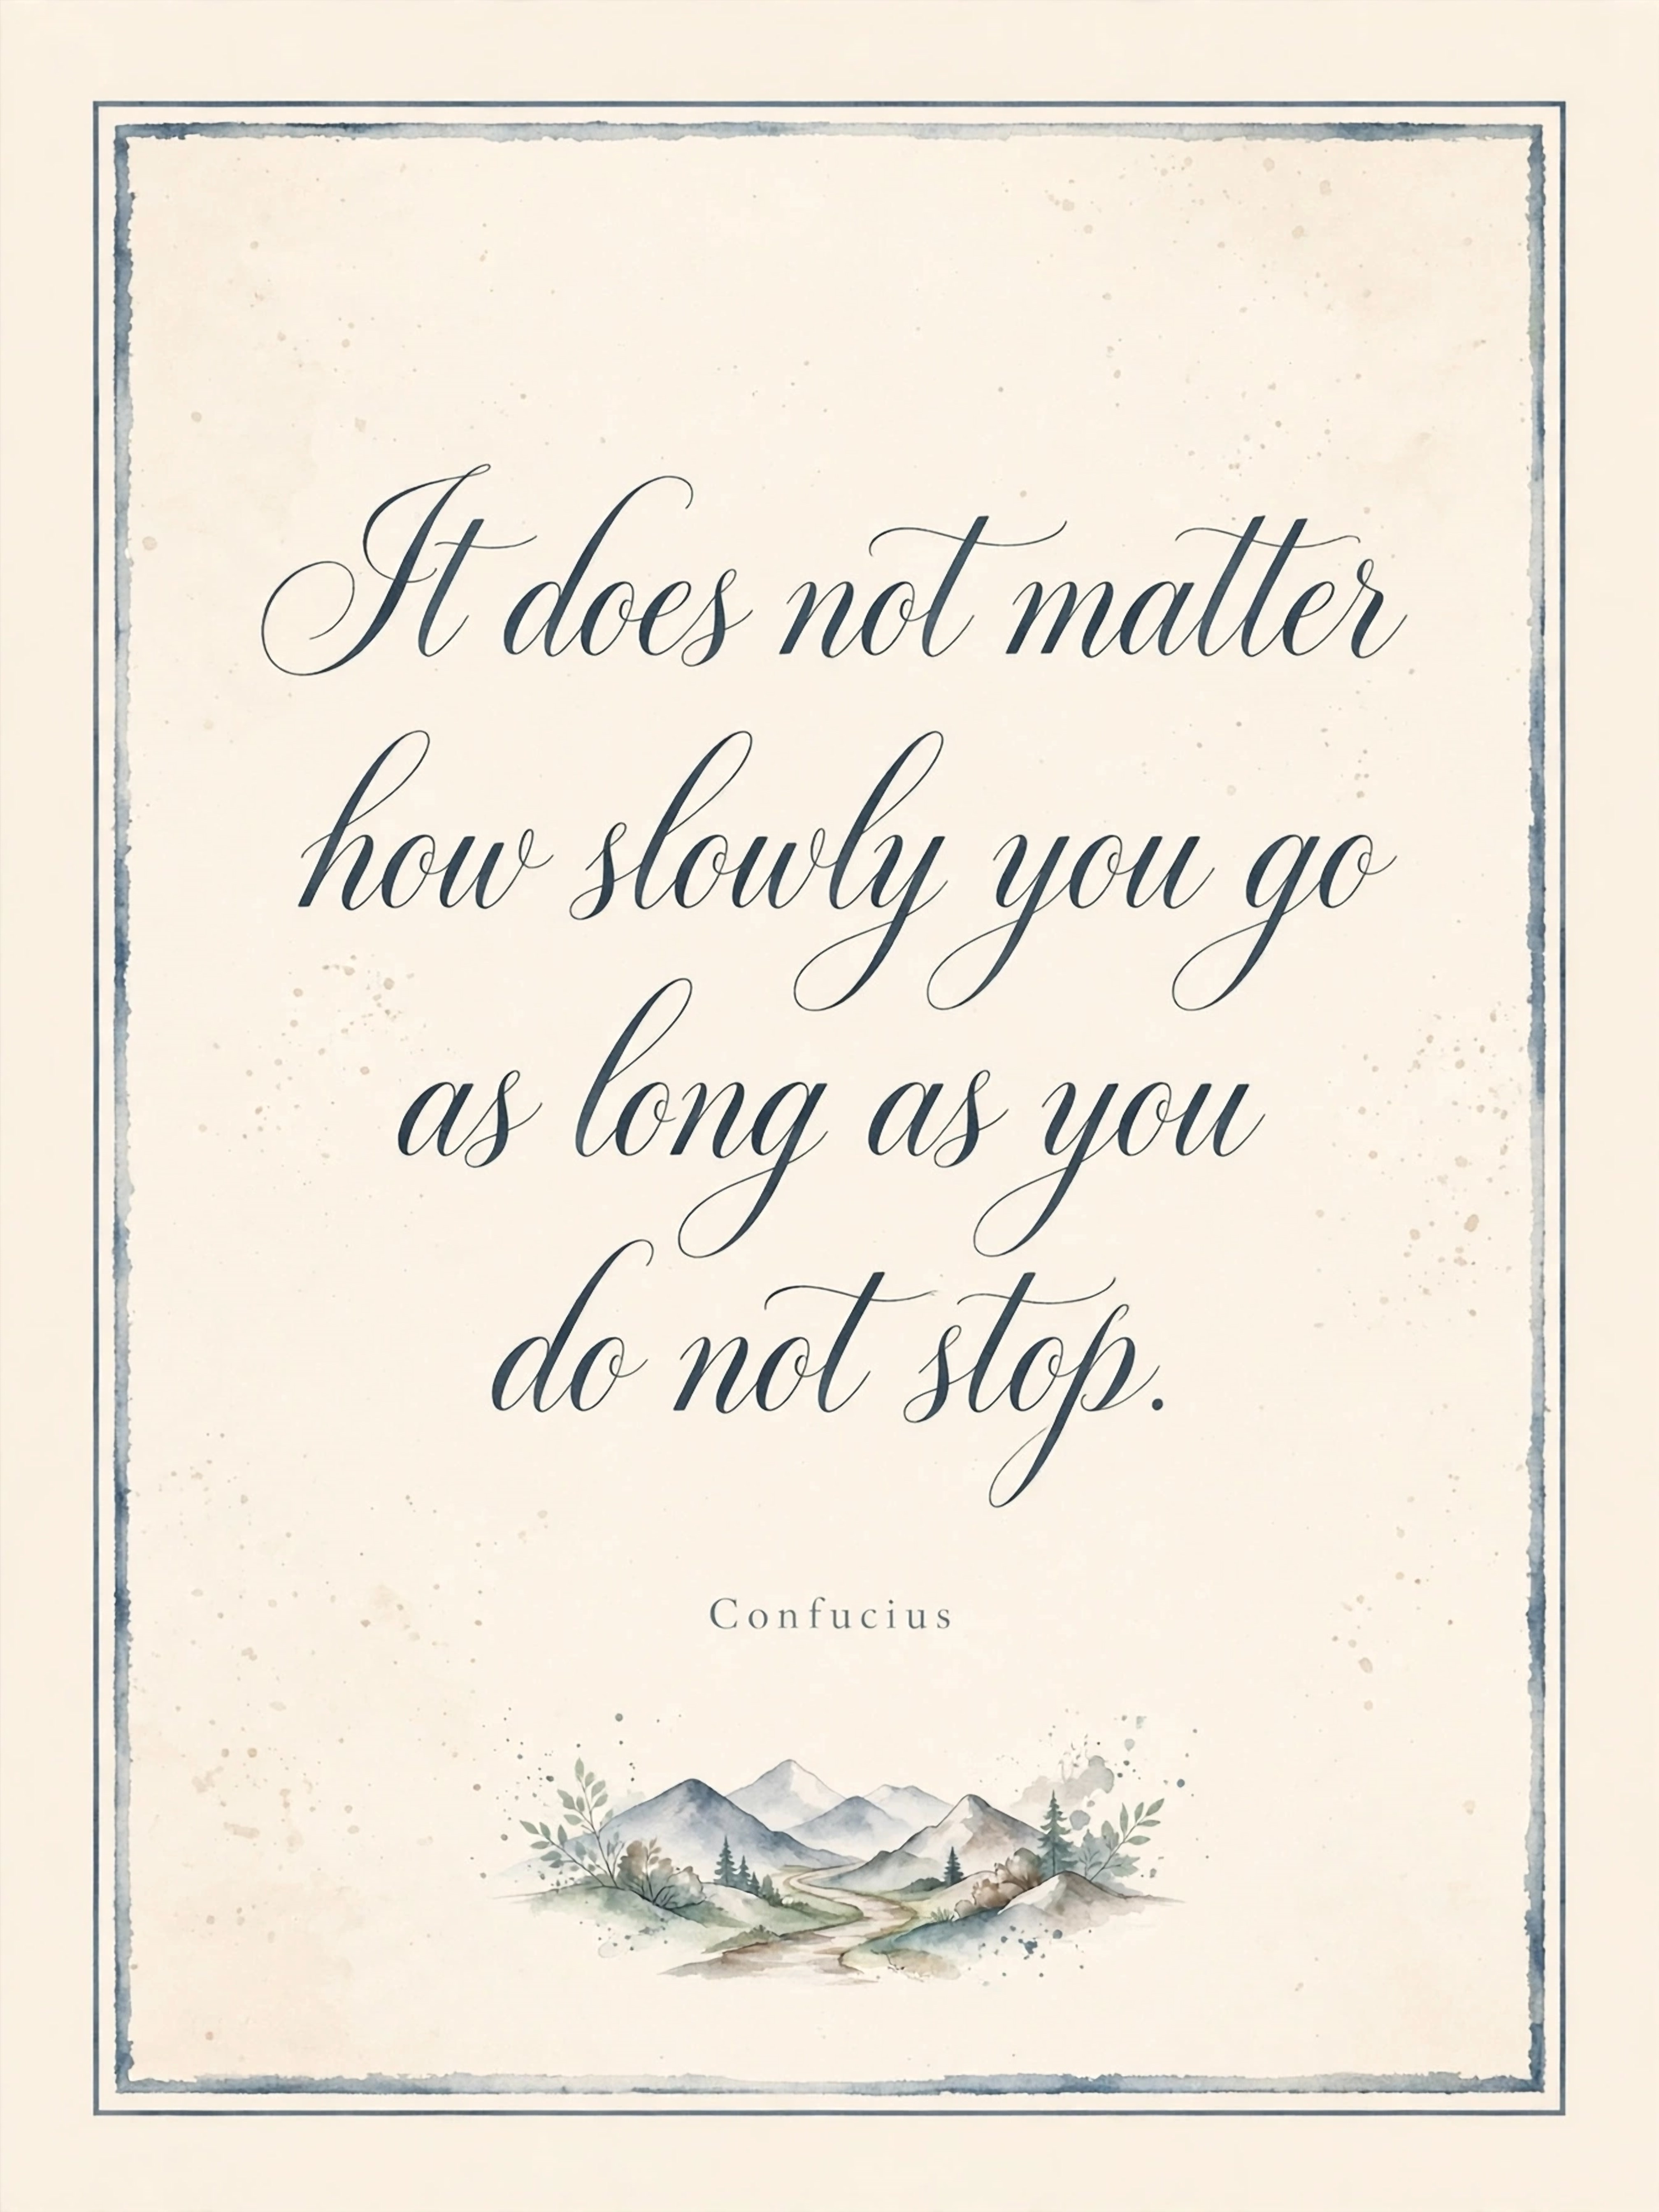 It does not matter
how slowly you go
as long as you
do not stop.
Confucius